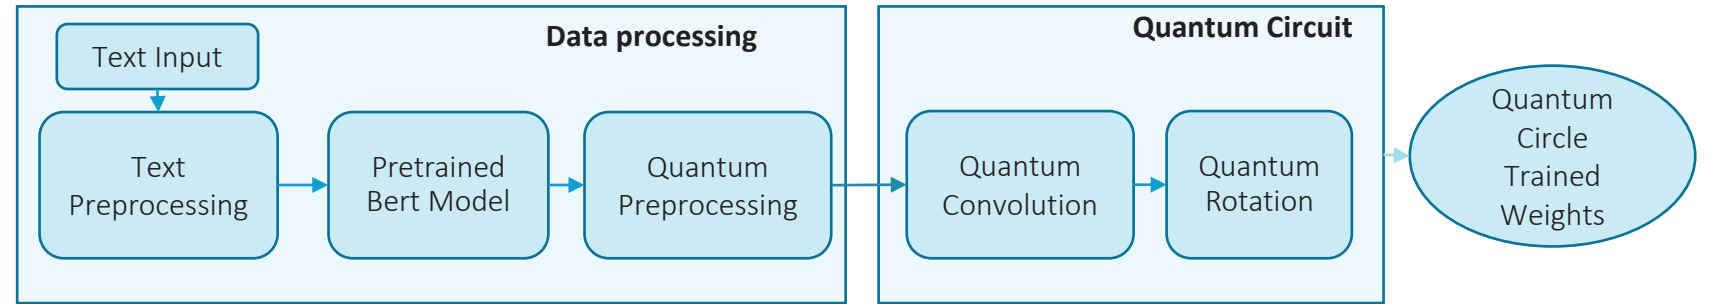 Data processing
Text Input
Text
Preprocessing
Pretrained
Bert Model
Quantum
Preprocessing
Quantum Circuit
Quantum
Convolution
Quantum
Rotation
Quantum
Circle
Trained
Weights